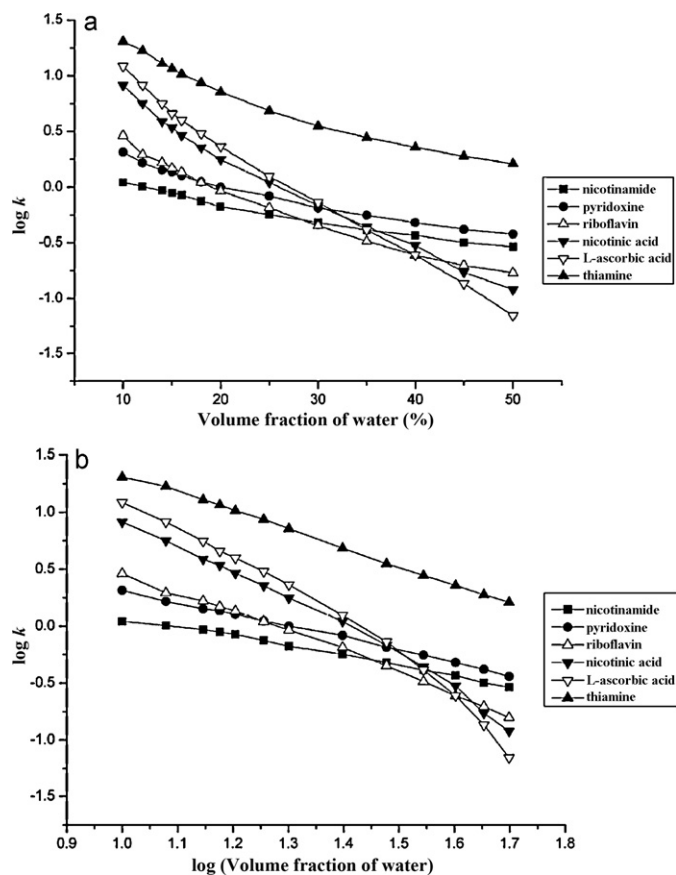 a
1.5
1.0
0.5
0.0
-0.5
-1.0
-1.5
log k
10 20 30 40 50
Volume fraction of water (%)
nicotinamide
pyridoxine
riboflavin
nicotinic acid
L-ascorbic acid
thiamine
b
1.5
1.0
0.5
0.0
-0.5
-1.0
-1.5
log k
0.9 1.0 1.1 1.2 1.3 1.4 1.5 1.6 1.7 1.8
log (Volume fraction of water)
nicotinamide
pyridoxine
riboflavin
nicotinic acid
L-ascorbic acid
thiamine